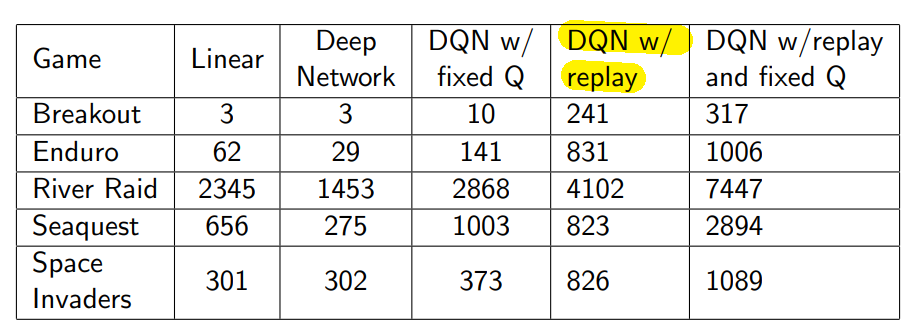 Game Linear Deep Network DQN w/ fixed Q DQN w/ replay DQN w/replay and fixed Q
Breakout 3 3 10 241 317
Enduro 62 29 141 831 1006
River Raid 2345 1453 2868 4102 7447
Seaquest 656 275 1003 823 2894
Space Invaders 301 302 373 826 1089